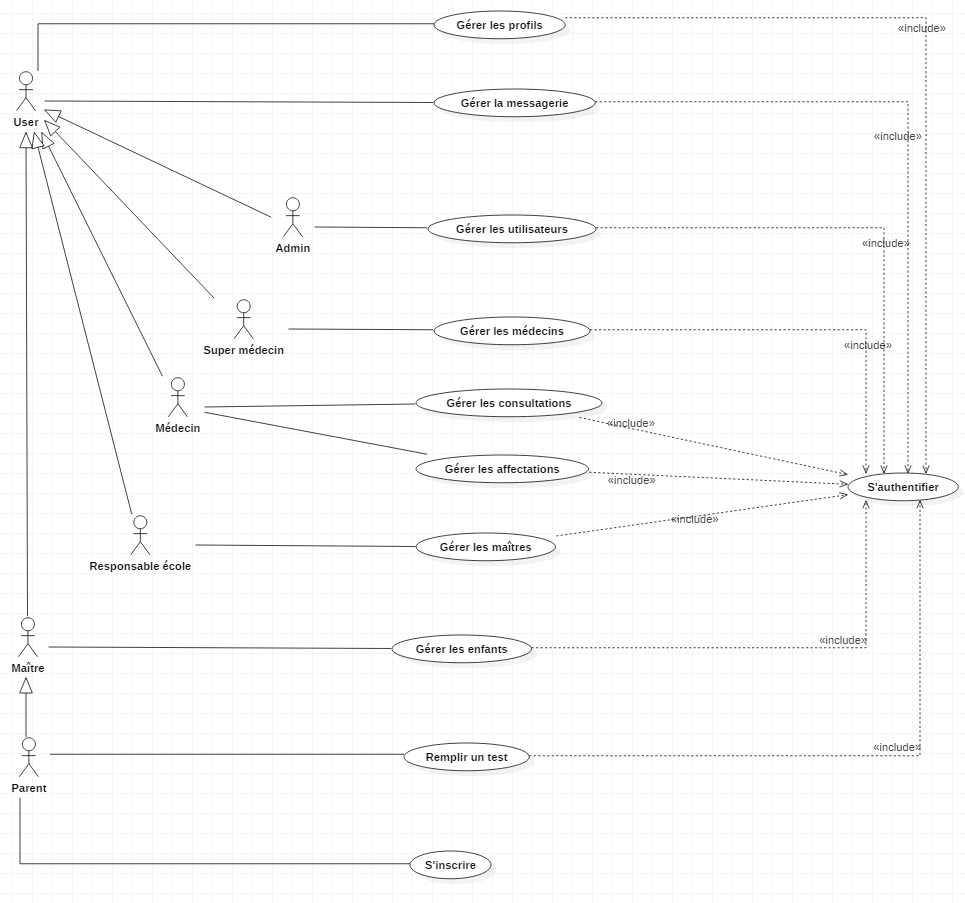 Gérer les profils
«include»
User
Gérer la messagerie
«include»
Admin
Gérer les utilisateurs
«include»
Super médecin
Gérer les médecins
«include»
Médecin
Gérer les consultations
«include»
Gérer les affectations
«include»
S'authentifier
Responsable école
Gérer les maîtres
«include»
Maître
Gérer les enfants
«include»
Parent
Remplir un test
«include»
S'inscrire